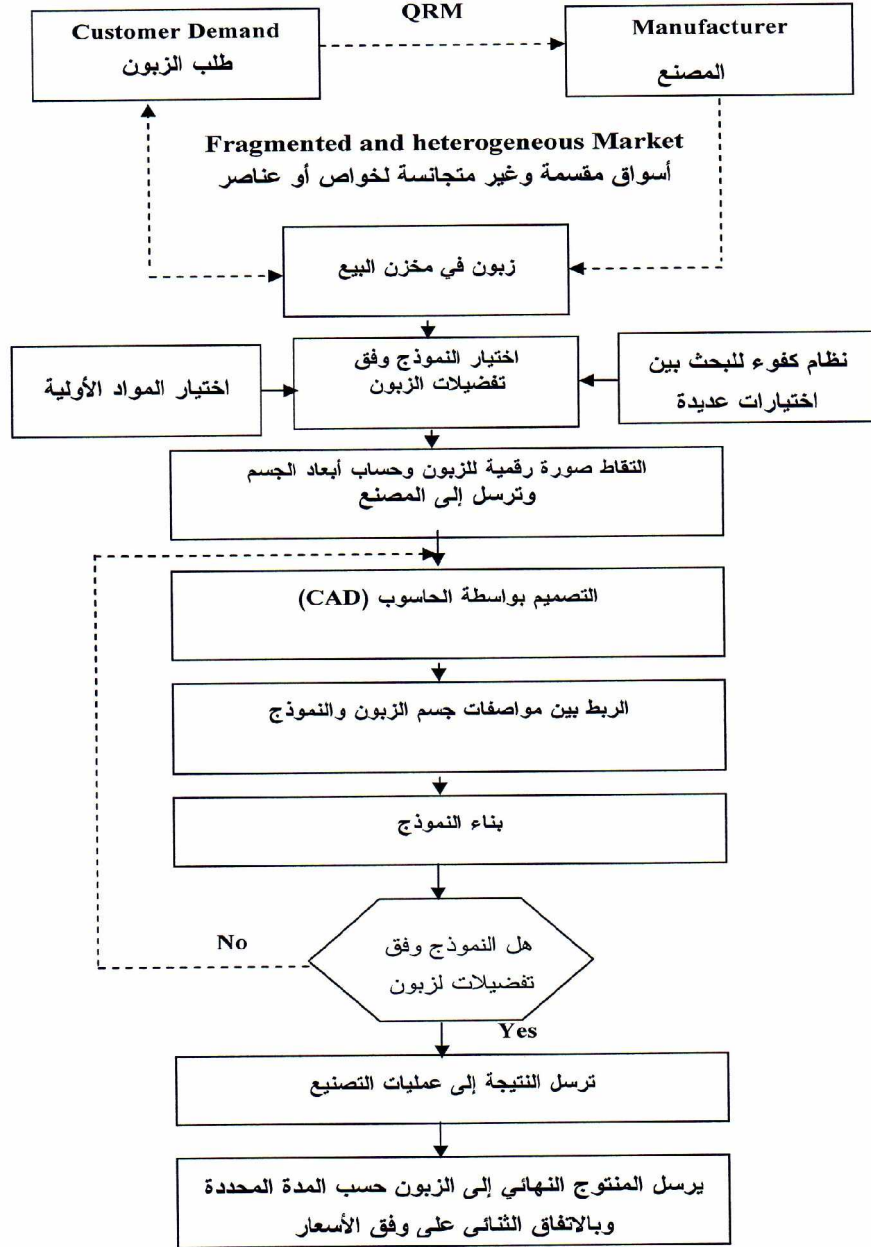 QRM
Customer Demand
طلب الزبون
Manufacturer
المصنع
Fragmented and heterogeneous Market
أسواق مقسمة وغير متجانسة لخواص أو عناصر
زبون في مخزن البيع
اختيار المواد الأولية
اختيار النموذج وفق
تفضيلات الزبون
نظام كفوء للبحث بين
اختيارات عديدة
التقاط صورة رقمية للزبون وحساب أبعاد الجسم
وترسل إلى المصنع
التصميم بواسطة الحاسوب (CAD)
الربط بين مواصفات جسم الزبون والنموذج
بناء النموذج
No
هل النموذج وفق
تفضيلات لزبون
Yes
ترسل النتيجة إلى عمليات التصنيع
يرسل المنتوج النهائي إلى الزبون حسب المدة المحددة
وبالاتفاق الثنائي على وفق الأسعار